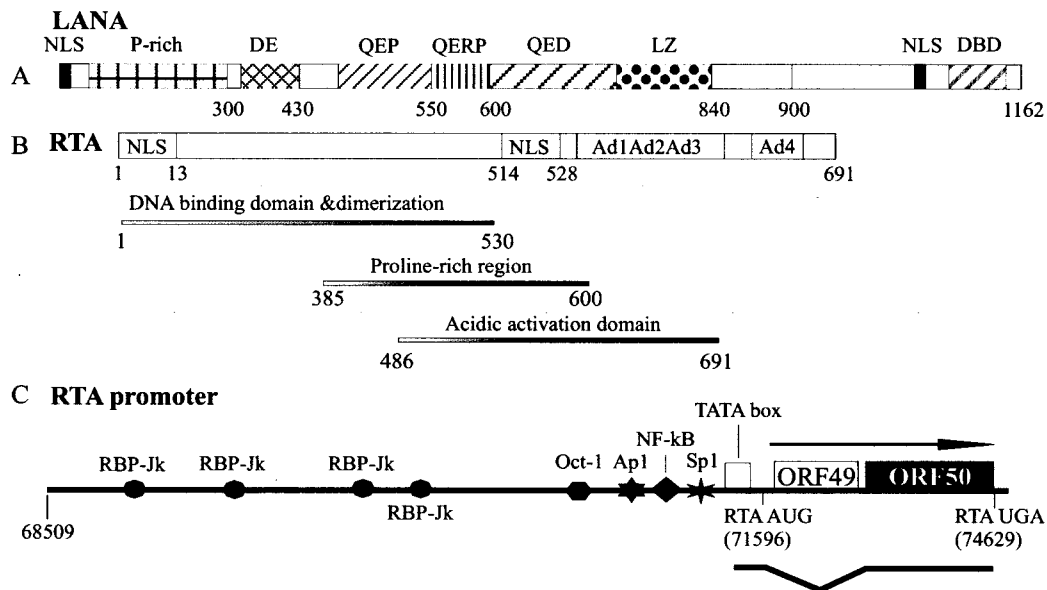 LANA
NLS P-rich DE QEP QERP QED LZ NLS DBD
A
300 430 550 600 840 900 1162
B RTA NLS NLS Ad1Ad2Ad3 Ad4
1 13 514 528 691
DNA binding domain &dimerization
1 530
Proline-rich region
385 600
Acidic activation domain
486 691
C RTA promoter
TATA box
NF-kB
RBP-Jk RBP-Jk RBP-Jk Oct-1 Ap1 Sp1
ORF49 ORF50
RBP-Jk
68509 RTA AUG RTA UGA
(71596) (74629)